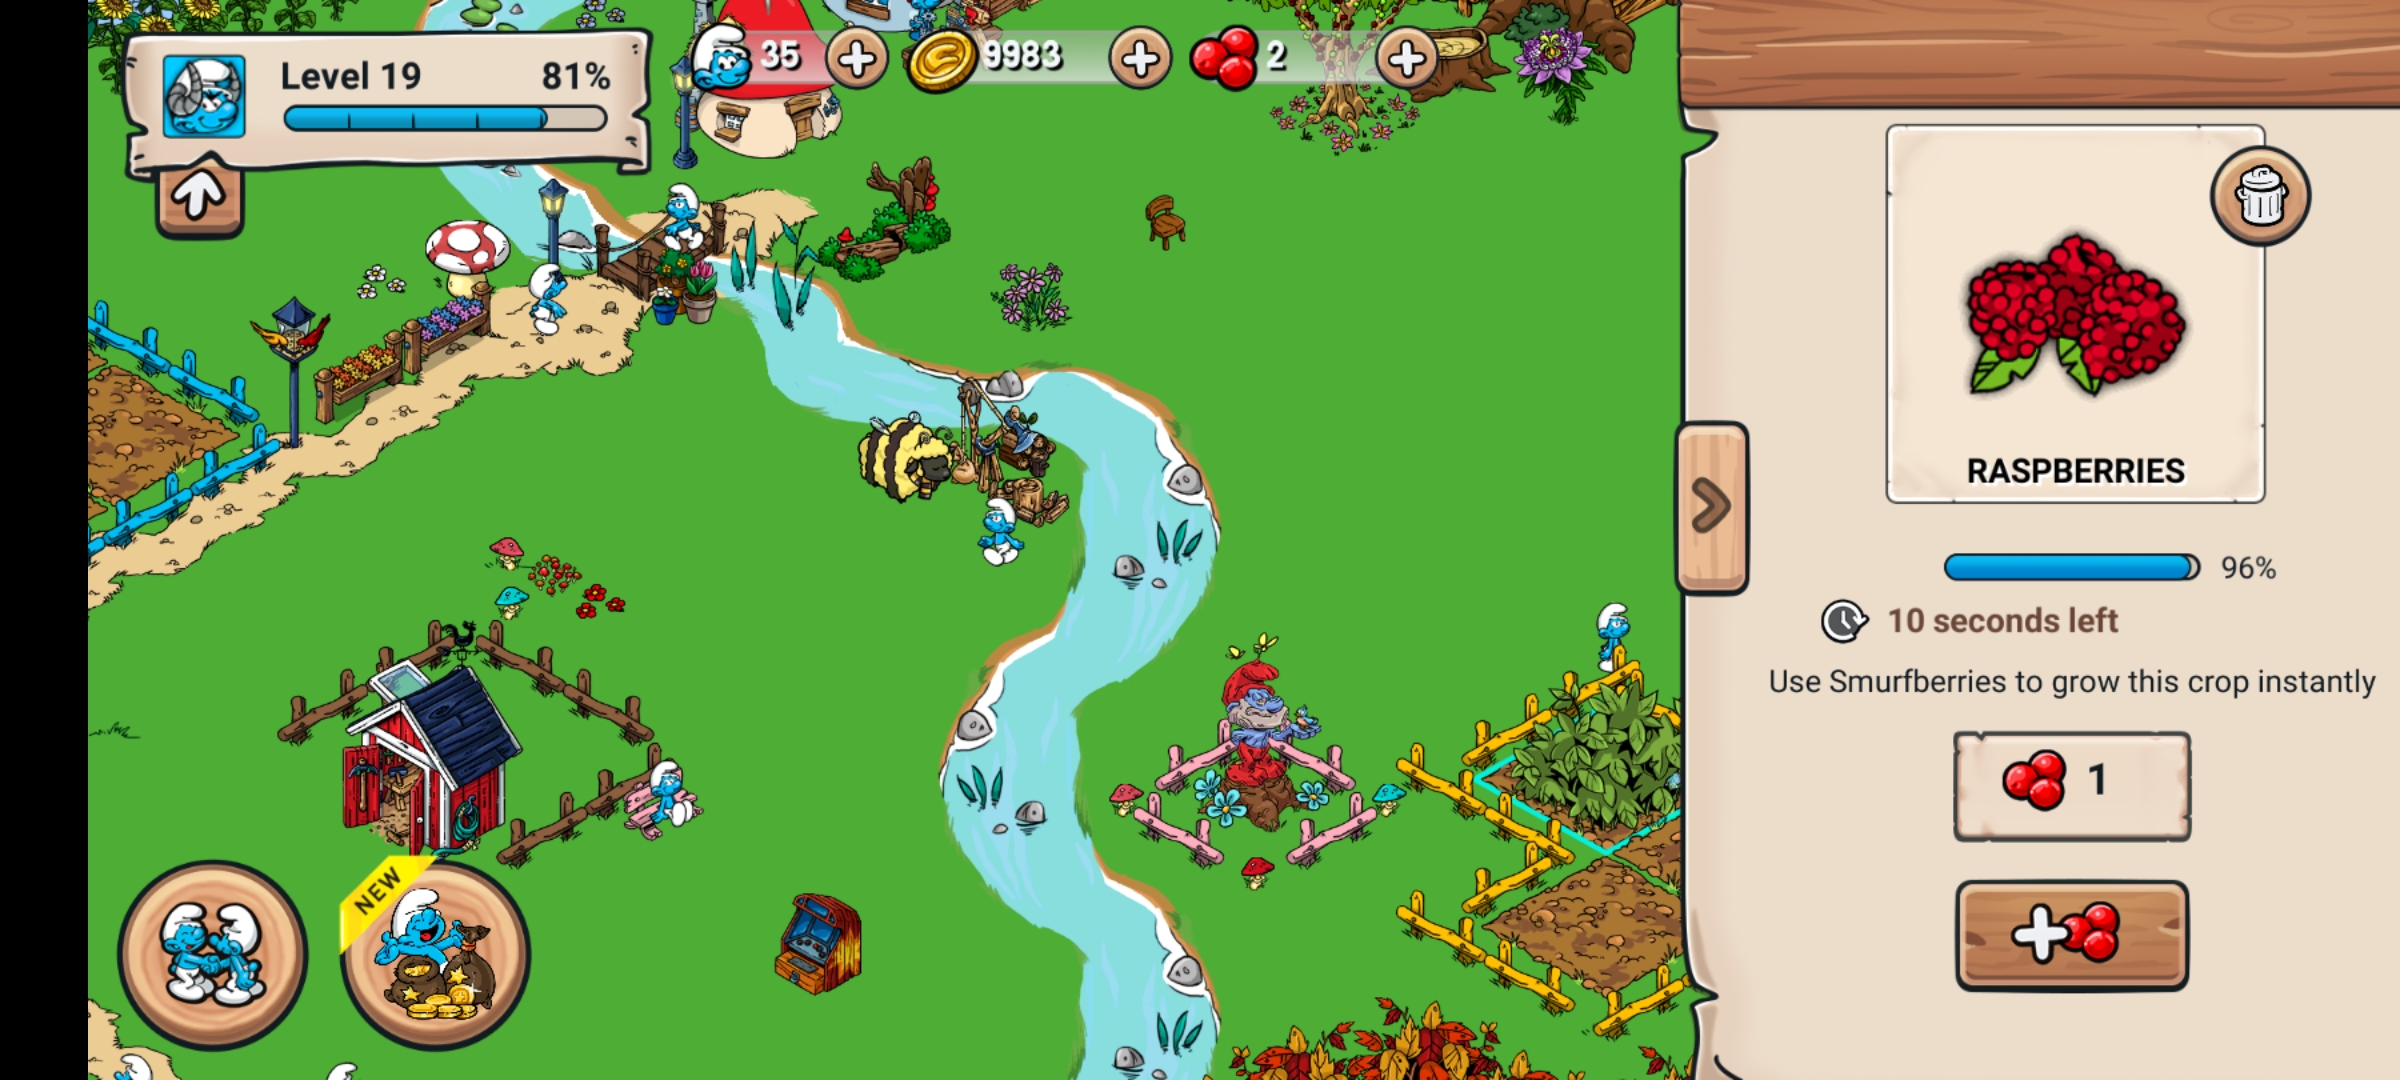 Level 19 81%
35
9983
2
RASPBERRIES
96%
10 seconds left
Use Smurfberries to grow this crop instantly
1
NEW